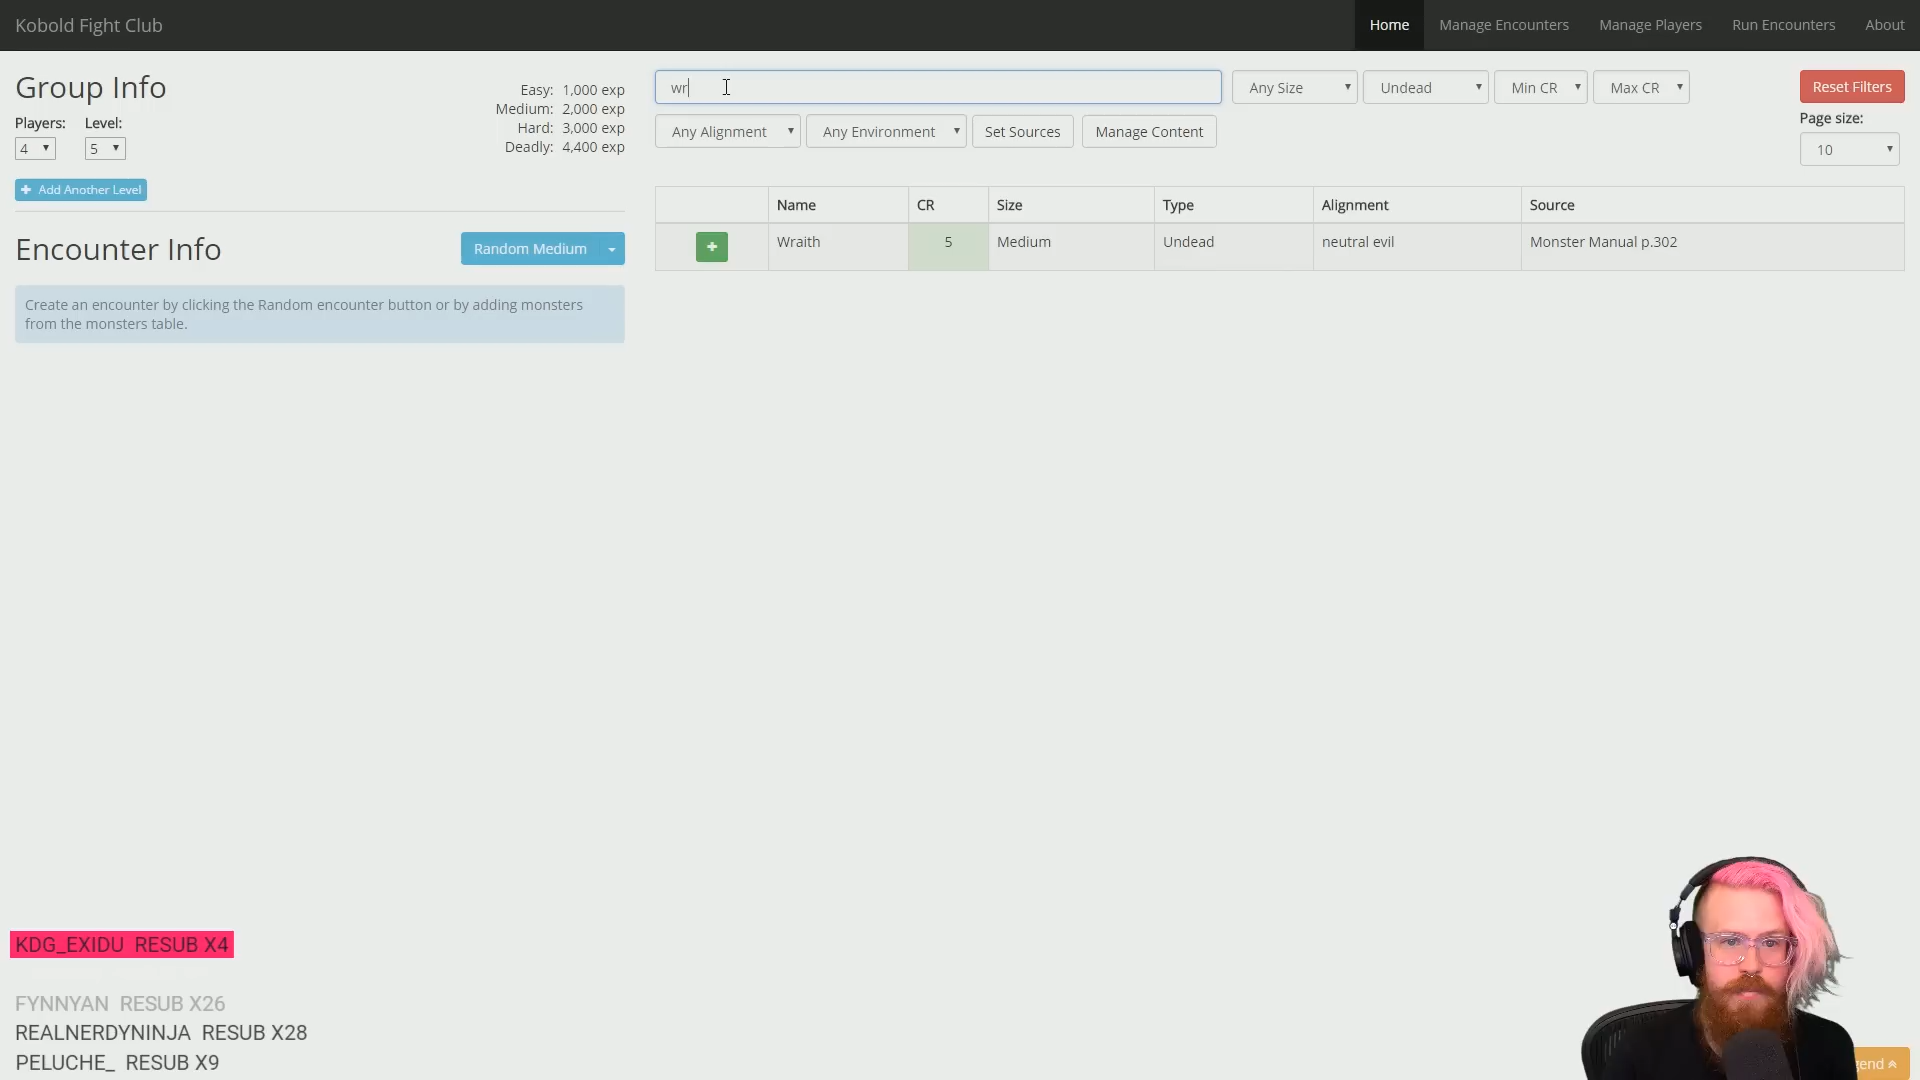 Kobold Fight Club
Home
Manage Encounters
Manage Players
Run Encounters
About
Group Info
Players:
Level:
4
5
Easy: 1,000 exp
Medium: 2,000 exp
Hard: 3,000 exp
Deadly: 4,400 exp
+ Add Another Level
Encounter Info
Random Medium
Create an encounter by clicking the Random encounter button or by adding monsters
from the monsters table.
wr
Any Size
Undead
Min CR
Max CR
Reset Filters
Any Alignment
Any Environment
Set Sources
Manage Content
Page size:
10
Name CR Size Type Alignment Source
+ Wraith 5 Medium Undead neutral evil Monster Manual p.302
KDG_EXIDU RESUB X4
FYNNYAN RESUB X26
REALNERDYNINJA RESUB X28
PELUCHE_ RESUB X9